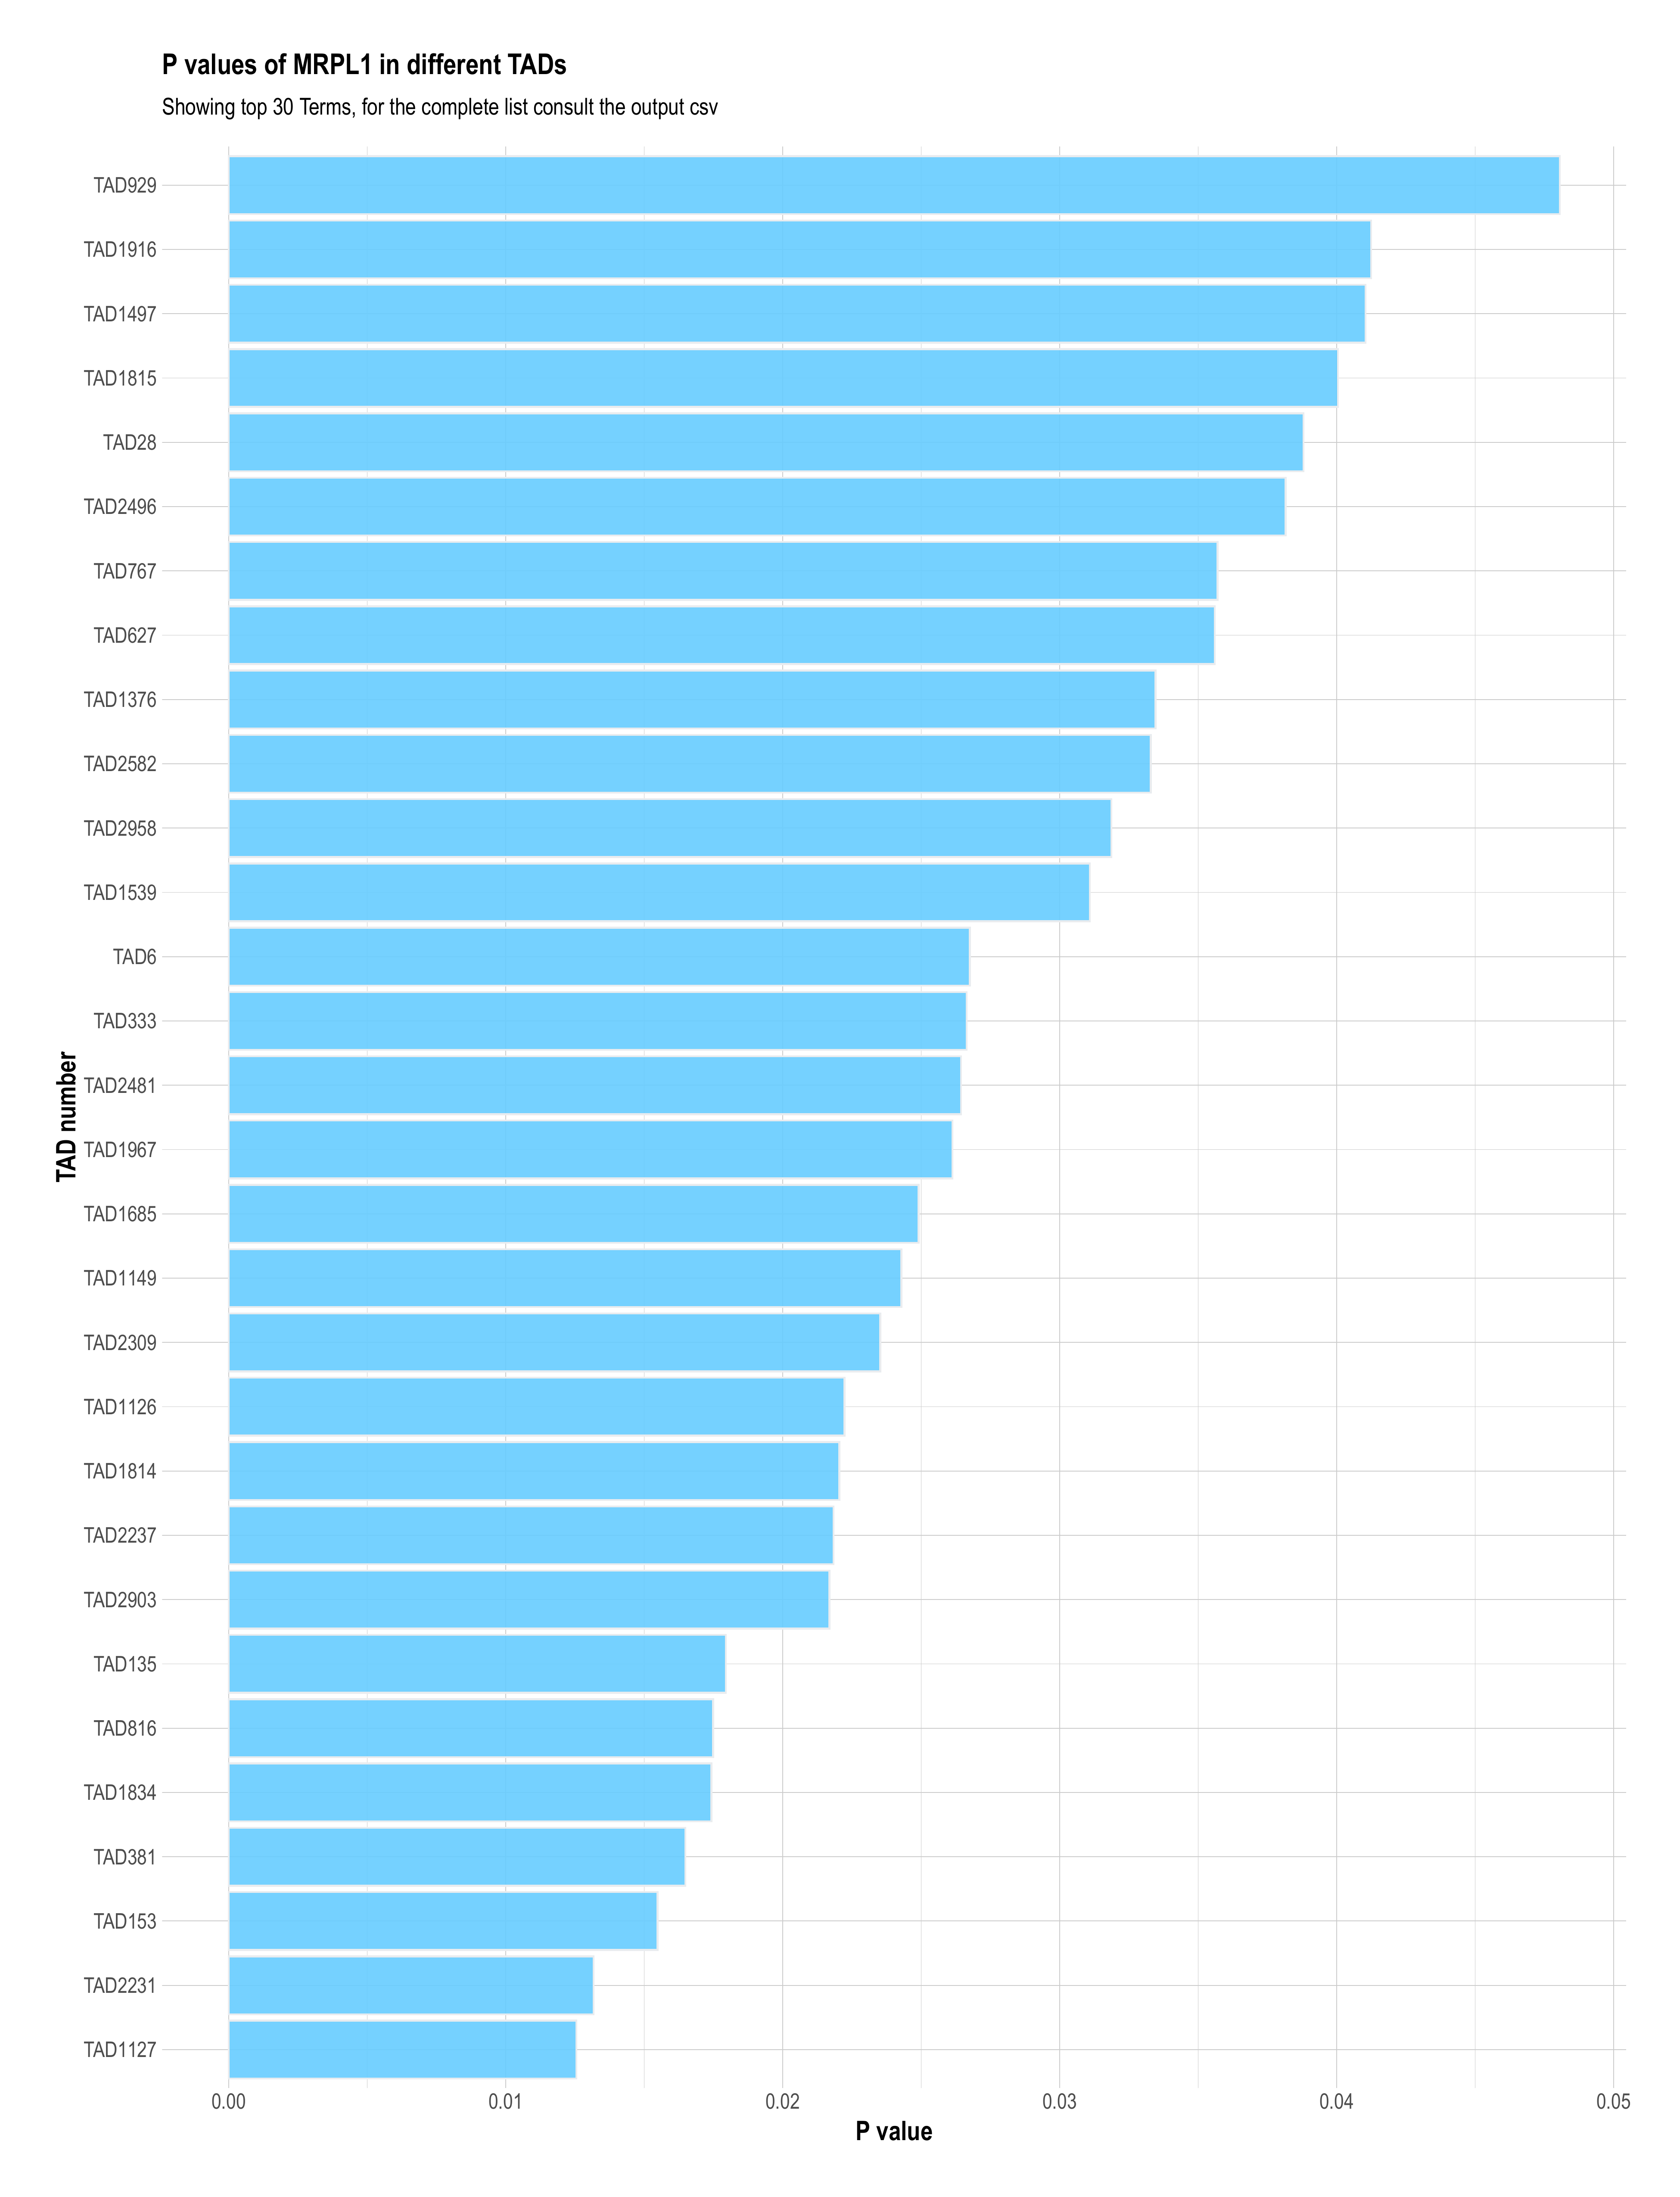 P values of MRPL1 in different TADs
Showing top 30 Terms, for the complete list consult the output csv
TAD number
TAD929
TAD1916
TAD1497
TAD1815
TAD28
TAD2496
TAD767
TAD627
TAD1376
TAD2582
TAD2958
TAD1539
TAD6
TAD333
TAD2481
TAD1967
TAD1685
TAD1149
TAD2309
TAD1126
TAD1814
TAD2237
TAD2903
TAD135
TAD816
TAD1834
TAD381
TAD153
TAD2231
TAD1127
0.00 0.01 0.02 0.03 0.04 0.05
P value